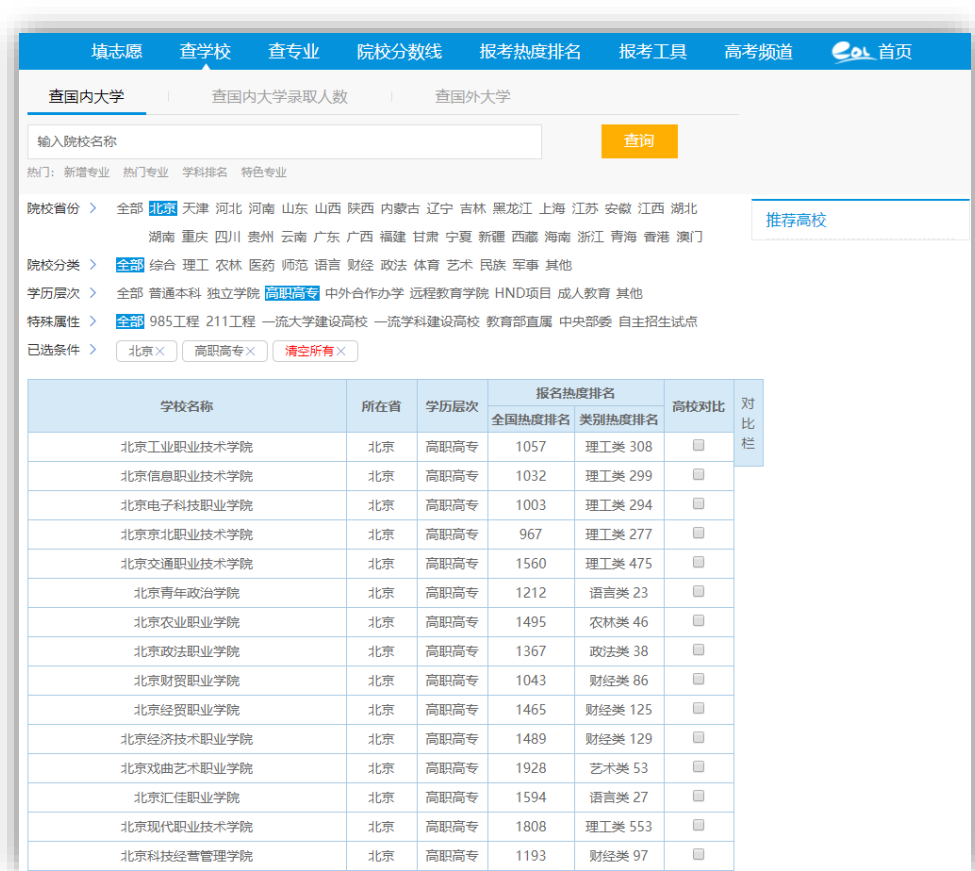 填志愿 查学校 查专业 院校分数线 报考热度排名 报考工具 高考频道 eoL 首页
查国内大学 查国内大学录取人数 查国外大学
输入院校名称 查询
热门: 新增专业 热门专业 学科排名 特色专业
院校省份 > 全部 北京 天津 河北 河南 山东 山西 陕西 内蒙古 辽宁 吉林 黑龙江 上海 江苏 安徽 江西 湖北
湖南 重庆 四川 贵州 云南 广东 广西 福建 甘肃 宁夏 新疆 西藏 海南 浙江 青海 香港 澳门
推荐高校
院校分类 > 全部 综合 理工 农林 医药 师范 语言 财经 政法 体育 艺术 民族 军事 其他
学历层次 > 全部 普通本科 独立学院 高职高专 中外合作办学 远程教育学院 HND项目 成人教育 其他
特殊属性 > 全部 985工程 211工程 一流大学建设高校 一流学科建设高校 教育部直属 中央部委 自主招生试点
已选条件 > 北京× 高职高专× 清空所有×
学校名称 所在省 学历层次 报名热度排名 高校对比
全国热度排名 类别热度排名
对比栏
北京工业职业技术学院 北京 高职高专 1057 理工类 308
北京信息职业技术学院 北京 高职高专 1032 理工类 299
北京电子科技职业学院 北京 高职高专 1003 理工类 294
北京京北职业技术学院 北京 高职高专 967 理工类 277
北京交通职业技术学院 北京 高职高专 1560 理工类 475
北京青年政治学院 北京 高职高专 1212 语言类 23
北京农业职业学院 北京 高职高专 1495 农林类 46
北京政法职业学院 北京 高职高专 1367 政法类 38
北京财贸职业学院 北京 高职高专 1043 财经类 86
北京经贸职业学院 北京 高职高专 1465 财经类 125
北京经济技术职业学院 北京 高职高专 1489 财经类 129
北京戏曲艺术职业学院 北京 高职高专 1928 艺术类 53
北京汇佳职业学院 北京 高职高专 1594 语言类 27
北京现代职业技术学院 北京 高职高专 1808 理工类 553
北京科技经营管理学院 北京 高职高专 1193 财经类 97